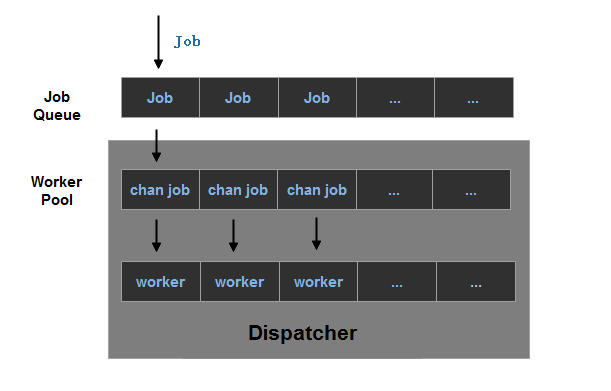 Job
Job
Queue
Job Job Job ... ...
Worker
Pool
chan job chan job chan job ... ...
worker worker worker ... ...
Dispatcher